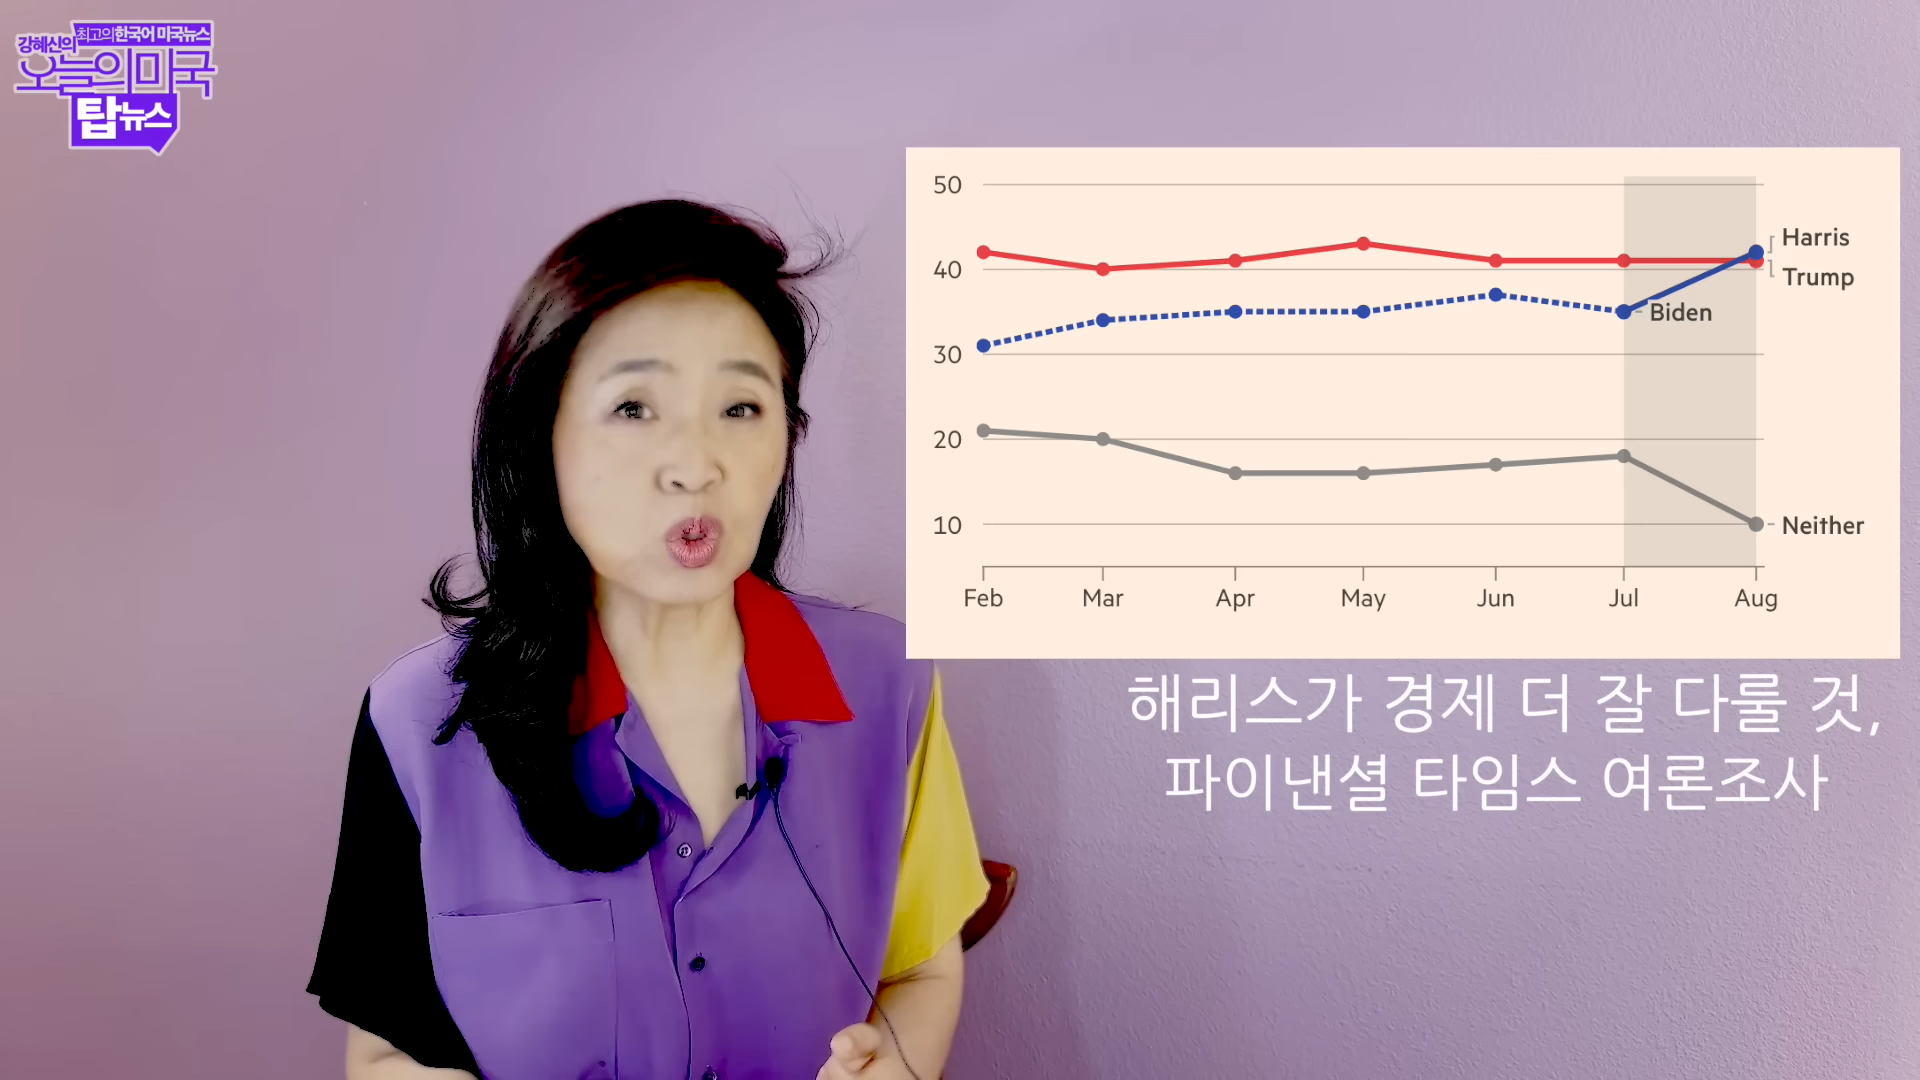 최고의 한국어 미국뉴스
강혜신의
오늘의 미국
탑뉴스
50
40
30
20
10
Harris
Trump
Biden
Neither
Feb Mar Apr May Jun Jul Aug
해리스가 경제 더 잘 다룰 것,
파이낸셜 타임스 여론조사